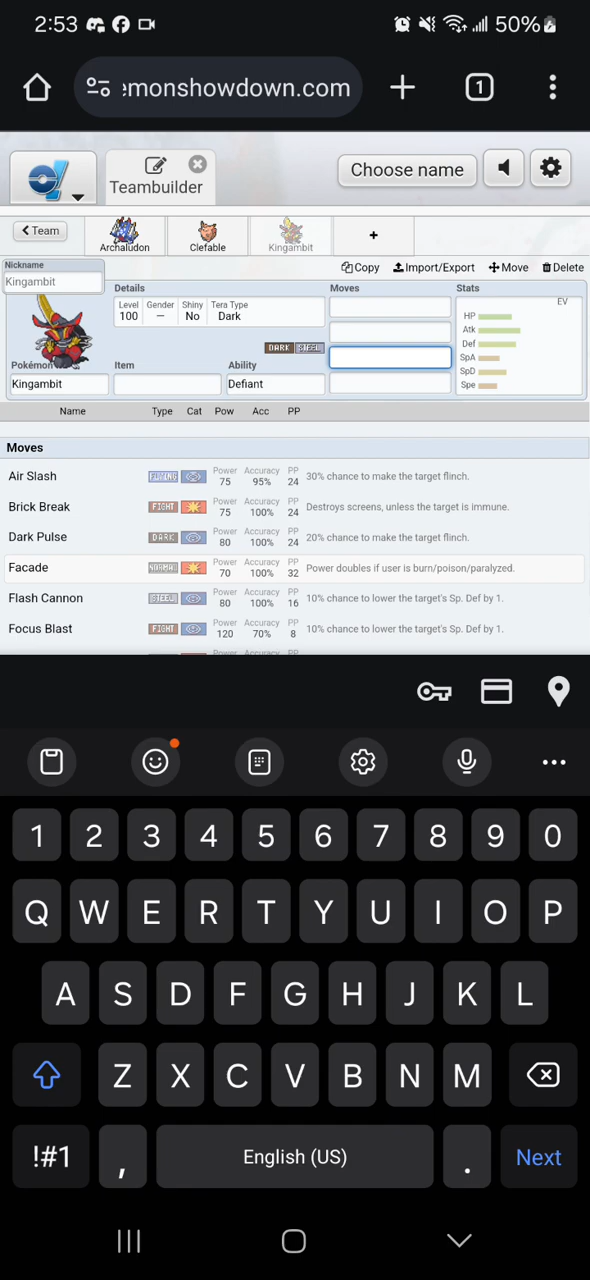 2:53 50%
:monshowdown.com 1
Choose name
Teambuilder
Team
Archaludon Clefable Kingambit +
Copy Import/Export Move Delete
Nickname
Kingambit
Details Moves Stats
Level Gender Shiny Tera Type
100 — No Dark
EV
HP
Atk
Def
SpA
SpD
Spe
DARK STEEL
Pokémon Item Ability
Kingambit Defiant
Name Type Cat Pow Acc PP
Moves
Air Slash FLYING Power 75 Accuracy 95% PP 24 30% chance to make the target flinch.
Brick Break FIGHT Power 75 Accuracy 100% PP 24 Destroys screens, unless the target is immune.
Dark Pulse DARK Power 80 Accuracy 100% PP 24 20% chance to make the target flinch.
Facade NORMAL Power 70 Accuracy 100% PP 32 Power doubles if user is burn/poison/paralyzed.
Flash Cannon STEEL Power 80 Accuracy 100% PP 16 10% chance to lower the target's Sp. Def by 1.
Focus Blast FIGHT Power 120 Accuracy 70% PP 8 10% chance to lower the target's Sp. Def by 1.
Power Accuracy PP
1 2 3 4 5 6 7 8 9 0
Q W E R T Y U I O P
A S D F G H J K L
Z X C V B N M
!#1 , English (US) . Next